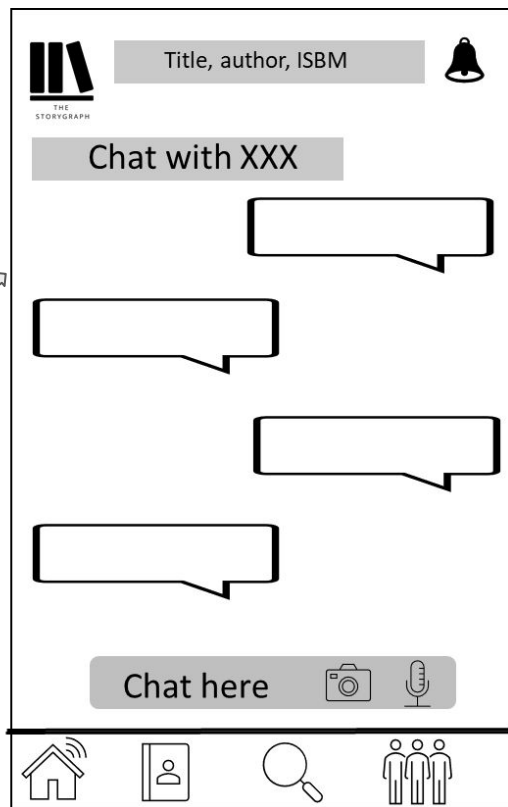 Title, author, ISBM
THE
STORYGRAPH
Chat with XXX
Chat here